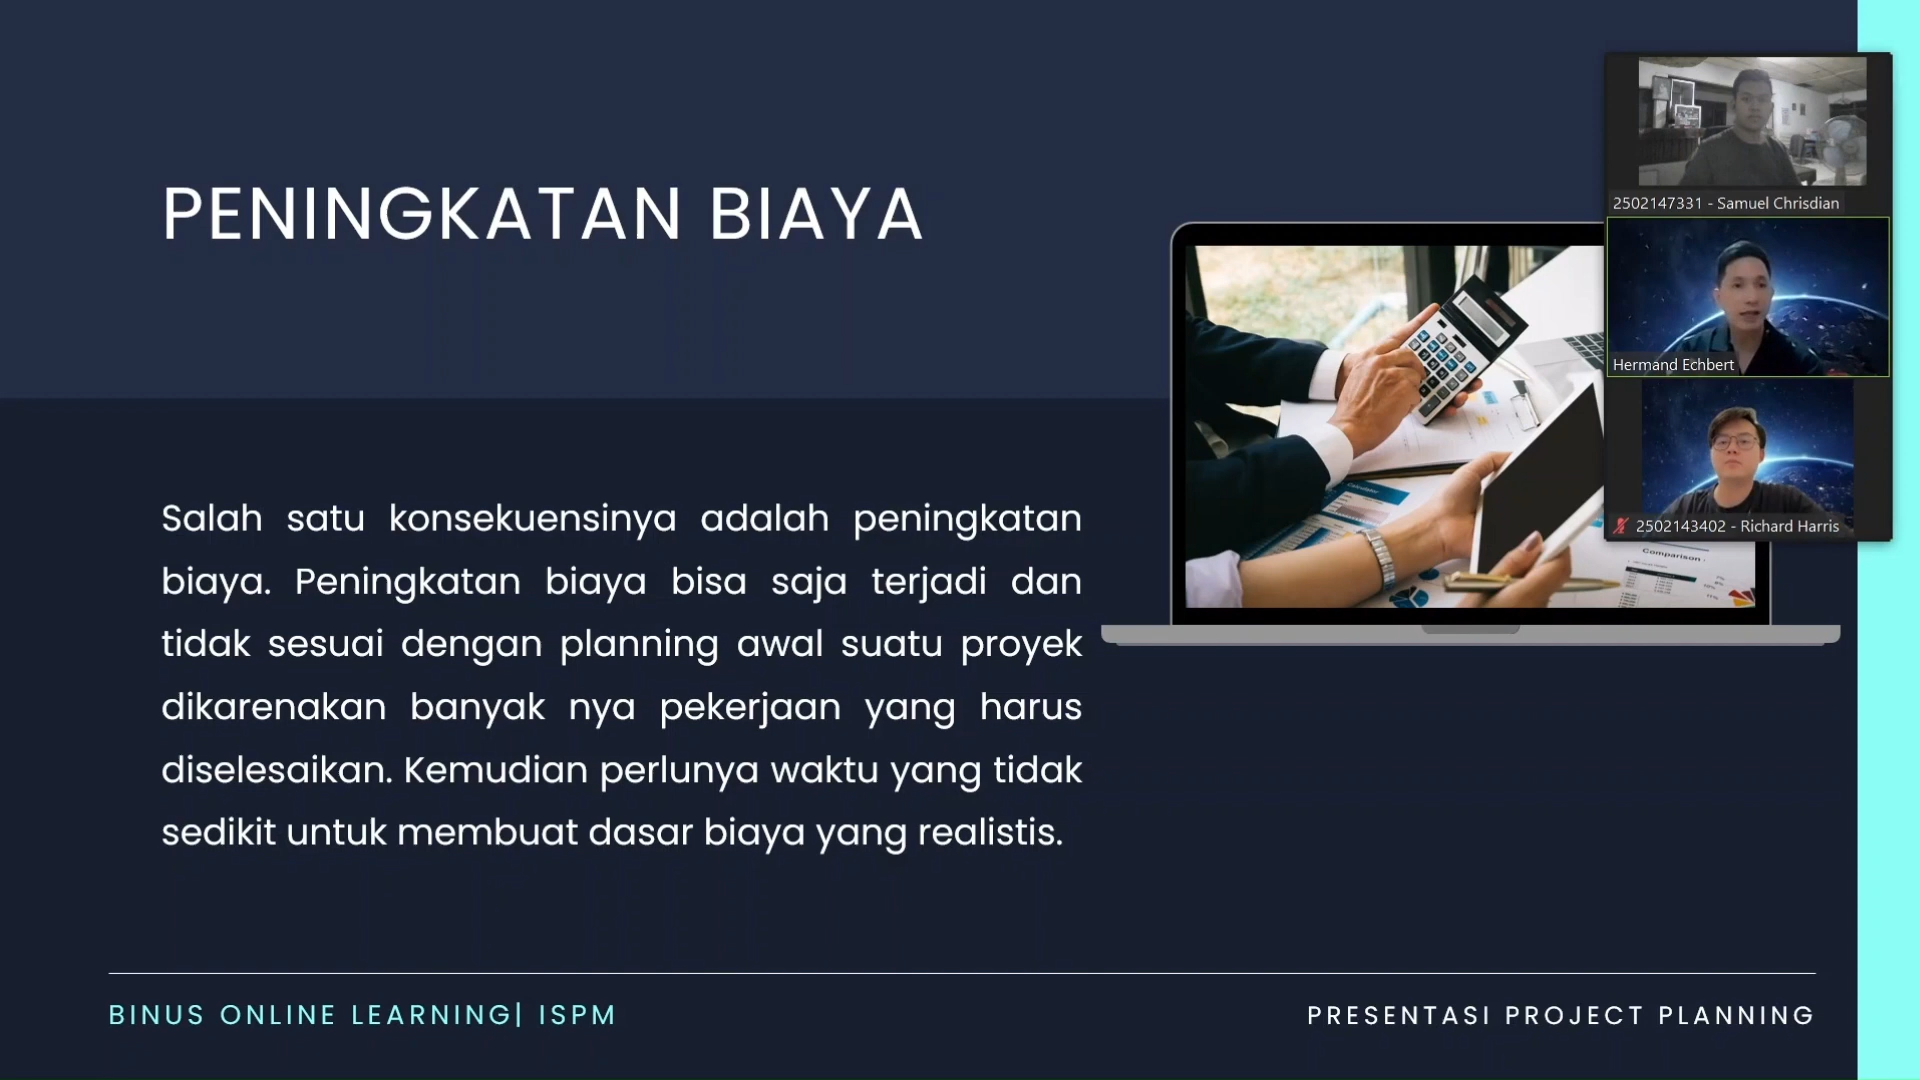 PENINGKATAN BIAYA
Salah satu konsekuensinya adalah peningkatan
biaya. Peningkatan biaya bisa saja terjadi dan
tidak sesuai dengan planning awal suatu proyek
dikarenakan banyak nya pekerjaan yang harus
diselesaikan. Kemudian perlunya waktu yang tidak
sedikit untuk membuat dasar biaya yang realistis.
2502147331 - Samuel Chrisdian
Hermand Echbert
2502143402 - Richard Harris
Comparison
BINUS ONLINE LEARNING| ISPM
PRESENTASI PROJECT PLANNING